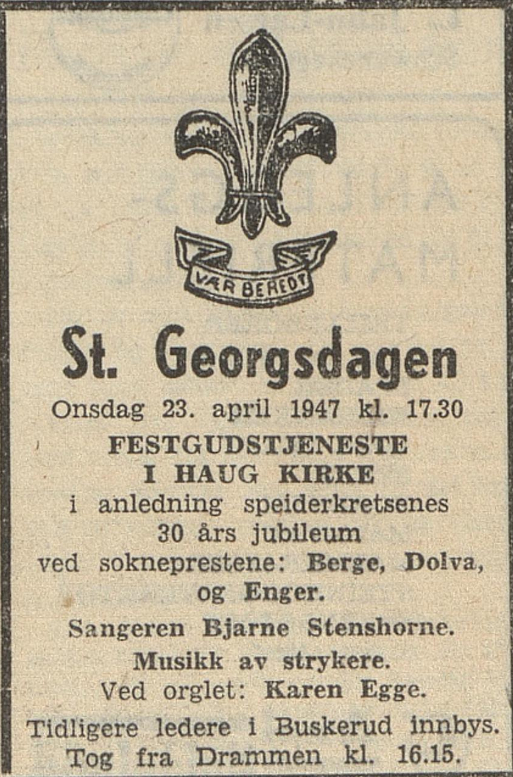 VÆR BEREDT
St. Georgsdagen
Onsdag 23. april 1947 kl. 17.30
FESTGUDSTJENESTE
I HAUG KIRKE
i anledning speiderkretsenes
30 års jubileum
ved sokneprestene: Berge, Dolva,
og Enger.
Sangeren Bjarne Stenshorne.
Musikk av strykere.
Ved orglet: Karen Egge.
Tidligere ledere i Buskerud innbys.
Tog fra Drammen kl. 16.15.